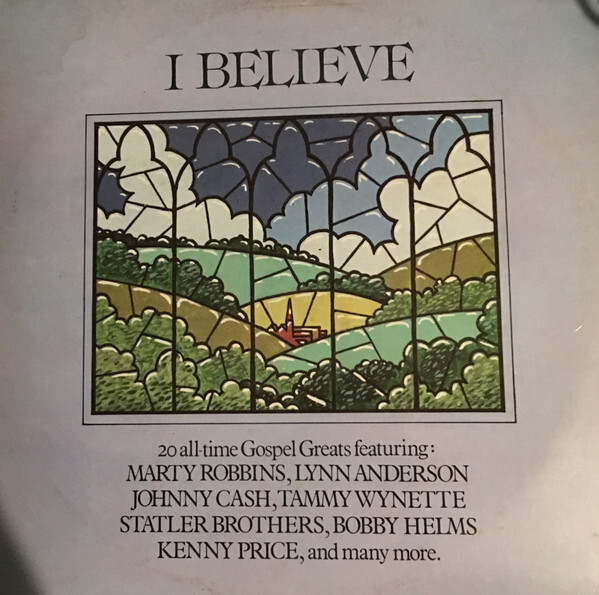 I BELIEVE
20 all-time Gospel Greats featuring:
MARTY ROBBINS, LYNN ANDERSON
JOHNNY CASH, TAMMY WYNETTE
STATLER BROTHERS, BOBBY HELMS
KENNY PRICE, and many more.